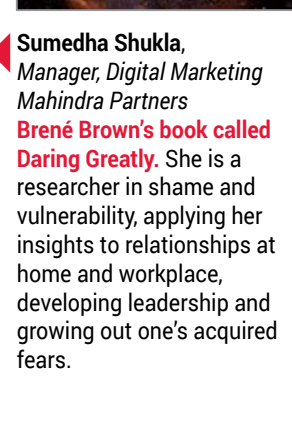 Sumedha Shukla,
Manager, Digital Marketing
Mahindra Partners
Brené Brown's book called
Daring Greatly. She is a
researcher in shame and
vulnerability, applying her
insights to relationships at
home and workplace,
developing leadership and
growing out one's acquired
fears.